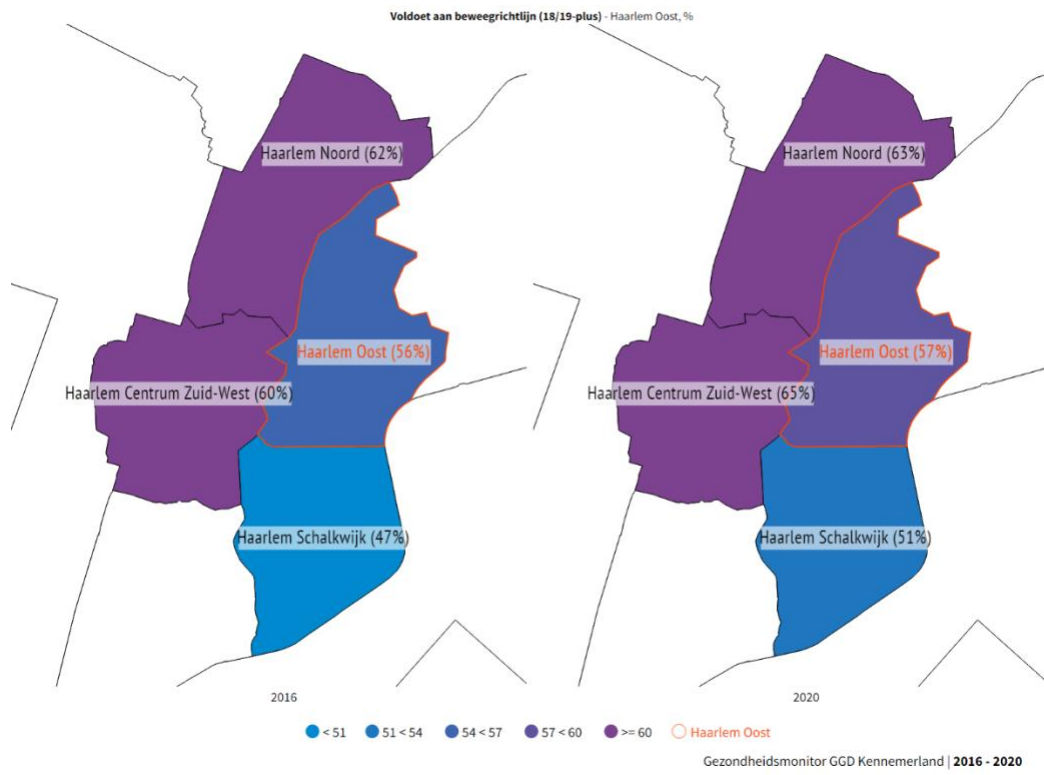 Voldoet aan beweegrichtlijn (18/19-plus) - Haarlem Oost, %
Haarlem Noord (62%)
Haarlem Oost (56%)
Haarlem Centrum Zuid-West (60%)
Haarlem Schalkwijk (47%)
2016
Haarlem Noord (63%)
Haarlem Oost (57%)
Haarlem Centrum Zuid-West (65%)
Haarlem Schalkwijk (51%)
2020
< 51 51 < 54 54 < 57 57 < 60 >= 60 Haarlem Oost
Gezondheidsmonitor GGD Kennemerland | 2016 - 2020